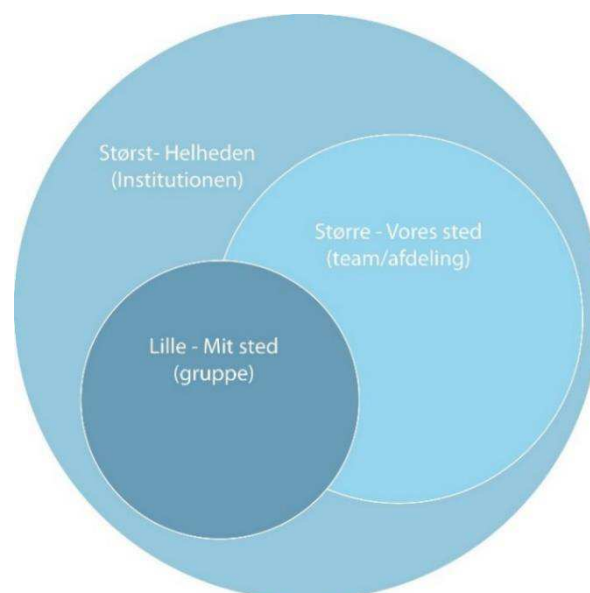 Størst- Helheden
(Institutionen)
Større - Vores sted
(team/afdeling)
Lille - Mit sted
(gruppe)